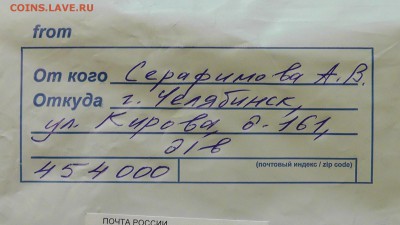 COINS.LAVE.RU
from
От кого Серафимова А.В.
Откуда г. Челябинск,
ул. Кирова, д-161,
д/в
454000
(почтовый индекс / zip code)
ПОЧТА РОССИИ